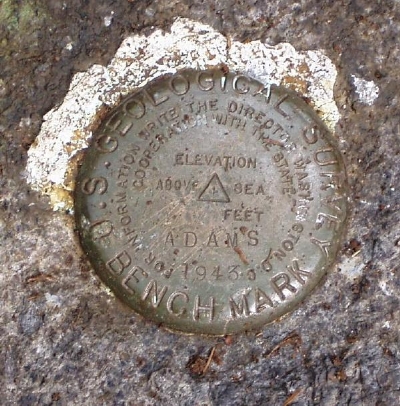 U.S. GEOLOGICAL SURVEY
BENCH MARK
FOR INFORMATION WRITE THE DIRECTOR WASHINGTON D.C.
COOPERATION WITH THE STATE
ELEVATION
ABOVE SEA
FEET
ADAMS
1943